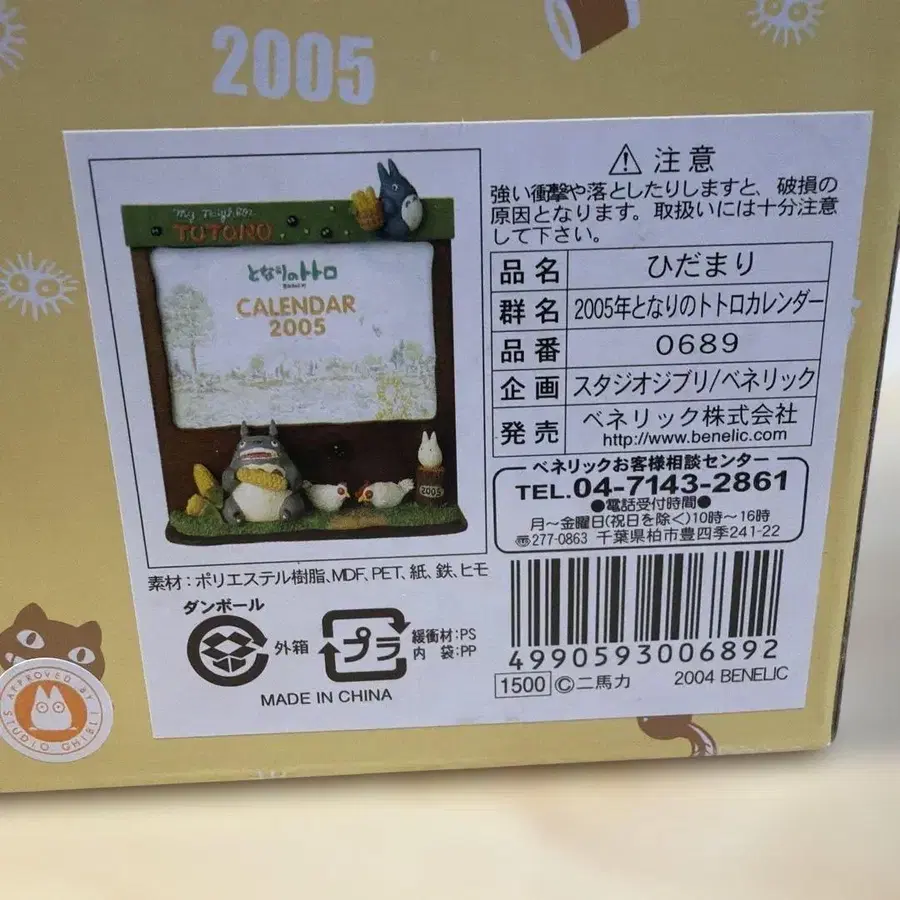 2005
My Neighbor
TOTORO
となりのトトロ
CALENDAR
2005
2005
⚠ 注意
強い衝撃や落としたりしますと、破損の
原因となります。取扱いには十分注意
して下さい。
品名 ひだまり
群名 2005年となりのトトロカレンダー
品番 0689
企画 スタジオジブリ/ベネリック
発売 ベネリック株式会社
http://www.benelic.com
ベネリックお客様相談センター
TEL.04-7143-2861
●電話受付時間●
月~金曜日(祝日を除く)10時~16時
〠277-0863 千葉県柏市豊四季241-22
素材:ポリエステル樹脂、MDF、PET、紙、鉄、ヒモ
ダンボール
外箱
プラ
緩衝材:PS
内袋:PP
MADE IN CHINA
4990593006892
1500 ©二馬力 2004 BENELIC
APPROVED BY
STUDIO GHIBLI